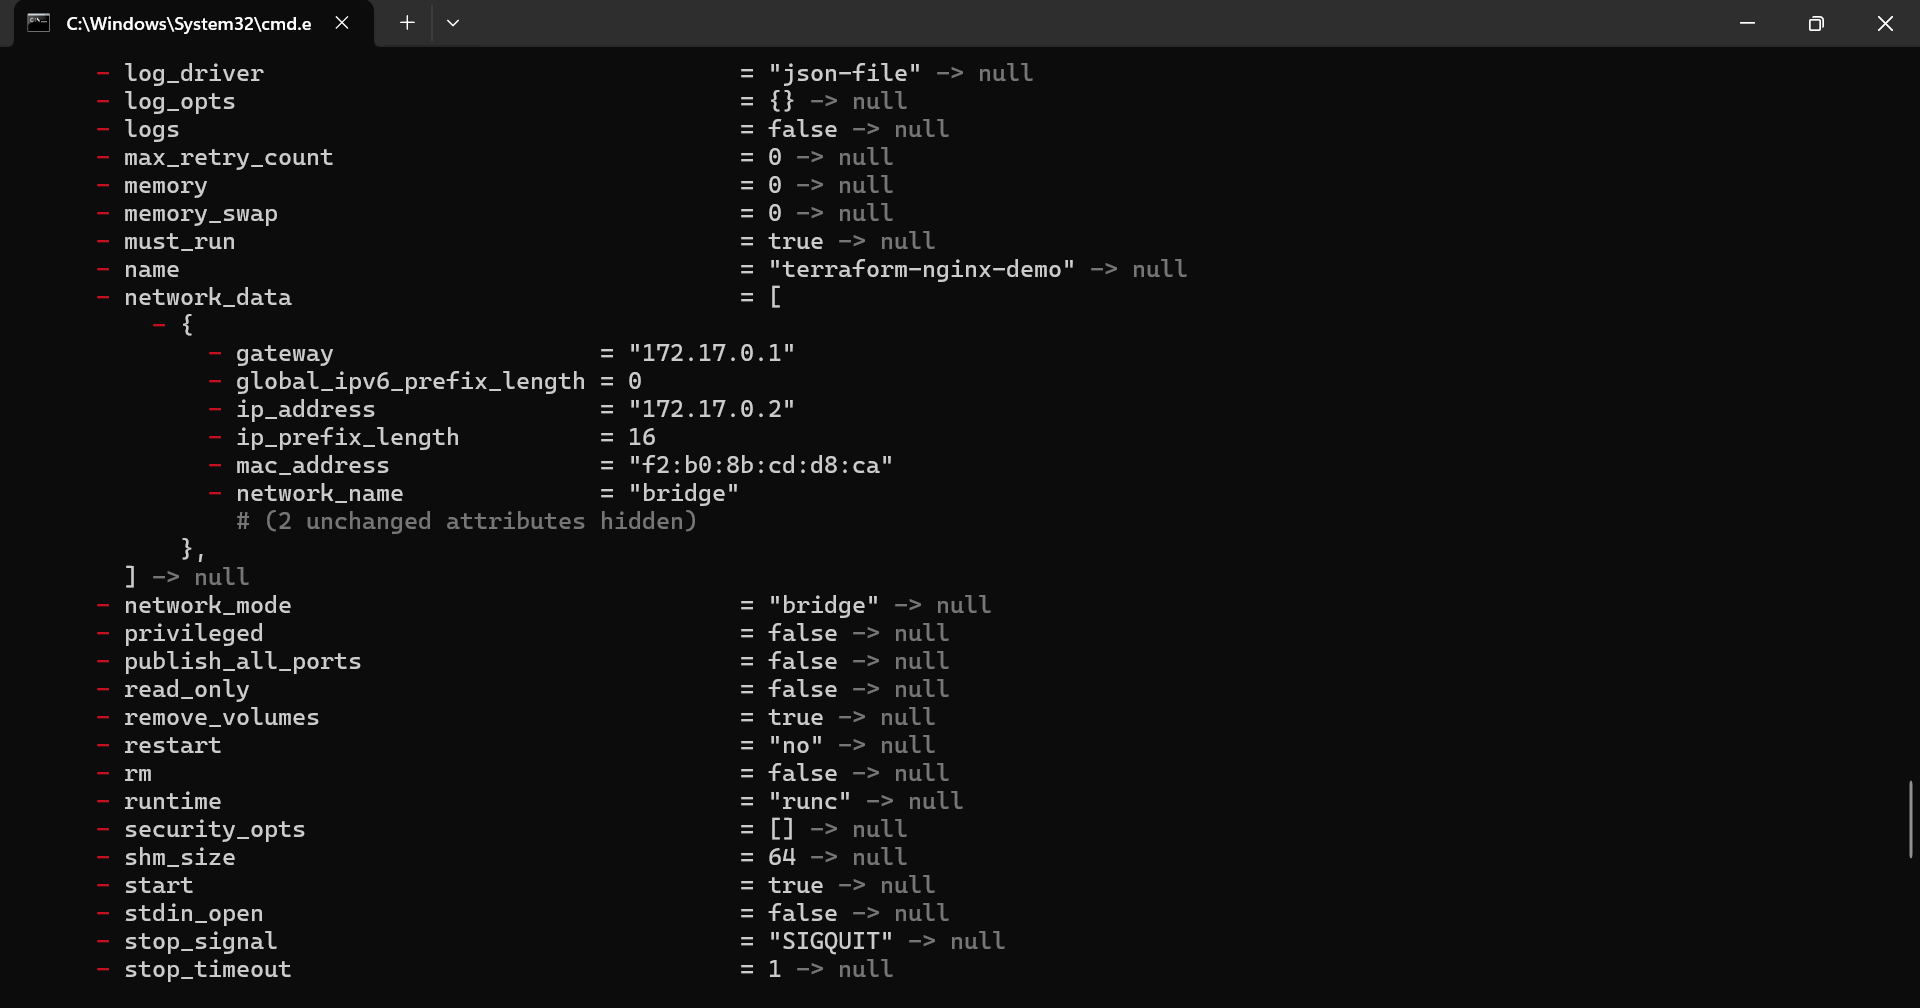 C:\Windows\System32\cmd.e
- log_driver = "json-file" -> null
- log_opts = {} -> null
- logs = false -> null
- max_retry_count = 0 -> null
- memory = 0 -> null
- memory_swap = 0 -> null
- must_run = true -> null
- name = "terraform-nginx-demo" -> null
- network_data = [
- {
- gateway = "172.17.0.1"
- global_ipv6_prefix_length = 0
- ip_address = "172.17.0.2"
- ip_prefix_length = 16
- mac_address = "f2:b0:8b:cd:d8:ca"
- network_name = "bridge"
# (2 unchanged attributes hidden)
},
] -> null
- network_mode = "bridge" -> null
- privileged = false -> null
- publish_all_ports = false -> null
- read_only = false -> null
- remove_volumes = true -> null
- restart = "no" -> null
- rm = false -> null
- runtime = "runc" -> null
- security_opts = [] -> null
- shm_size = 64 -> null
- start = true -> null
- stdin_open = false -> null
- stop_signal = "SIGQUIT" -> null
- stop_timeout = 1 -> null